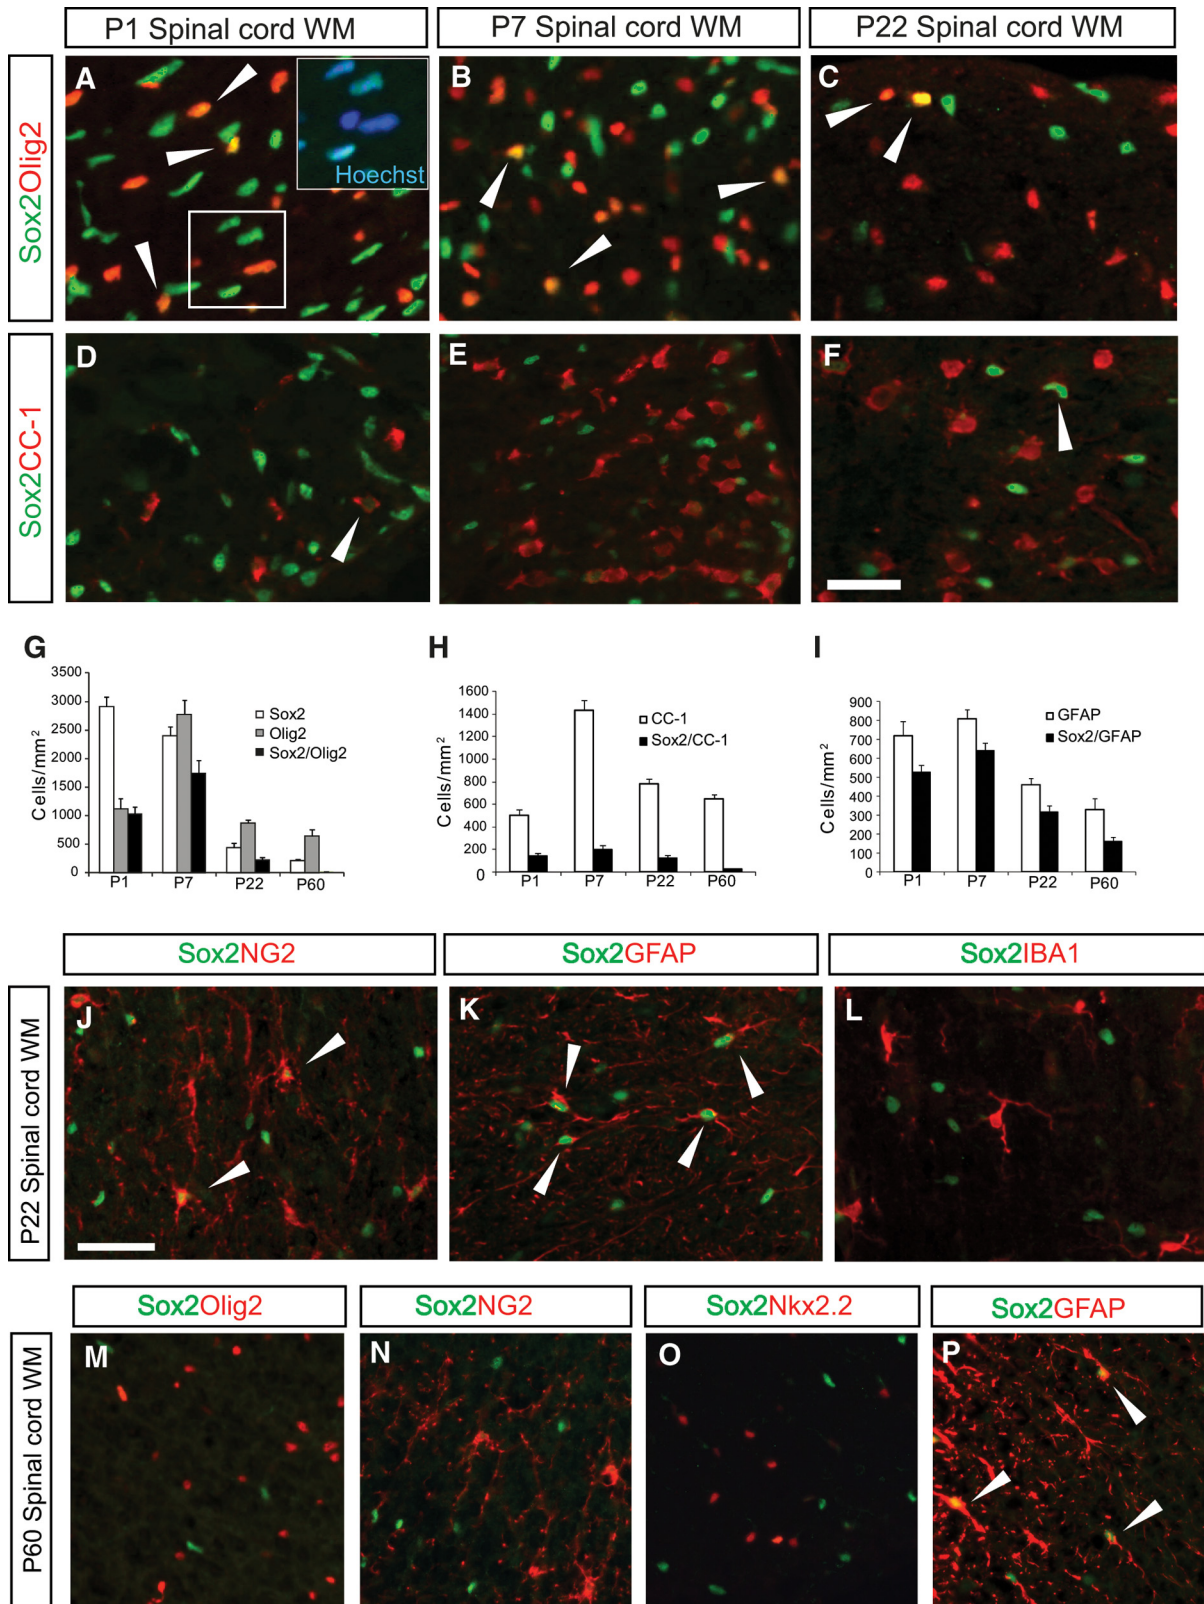 P1 Spinal cord WM
P7 Spinal cord WM
P22 Spinal cord WM
Sox2Olig2
A
Hoechst
B
C
Sox2CC-1
D
E
F
G
3500
3000
2500
2000
1500
1000
500
0
Cells/mm²
P1
P7
P22
P60
Sox2
Olig2
Sox2/Olig2
H
1600
1400
1200
1000
800
600
400
200
0
Cells/mm²
P1
P7
P22
P60
CC-1
Sox2/CC-1
I
900
800
700
600
500
400
300
200
100
0
Cells/mm²
P1
P7
P22
P60
GFAP
Sox2/GFAP
Sox2NG2
Sox2GFAP
Sox2IBA1
P22 Spinal cord WM
J
K
L
Sox2Olig2
Sox2NG2
Sox2Nkx2.2
Sox2GFAP
P60 Spinal cord WM
M
N
O
P